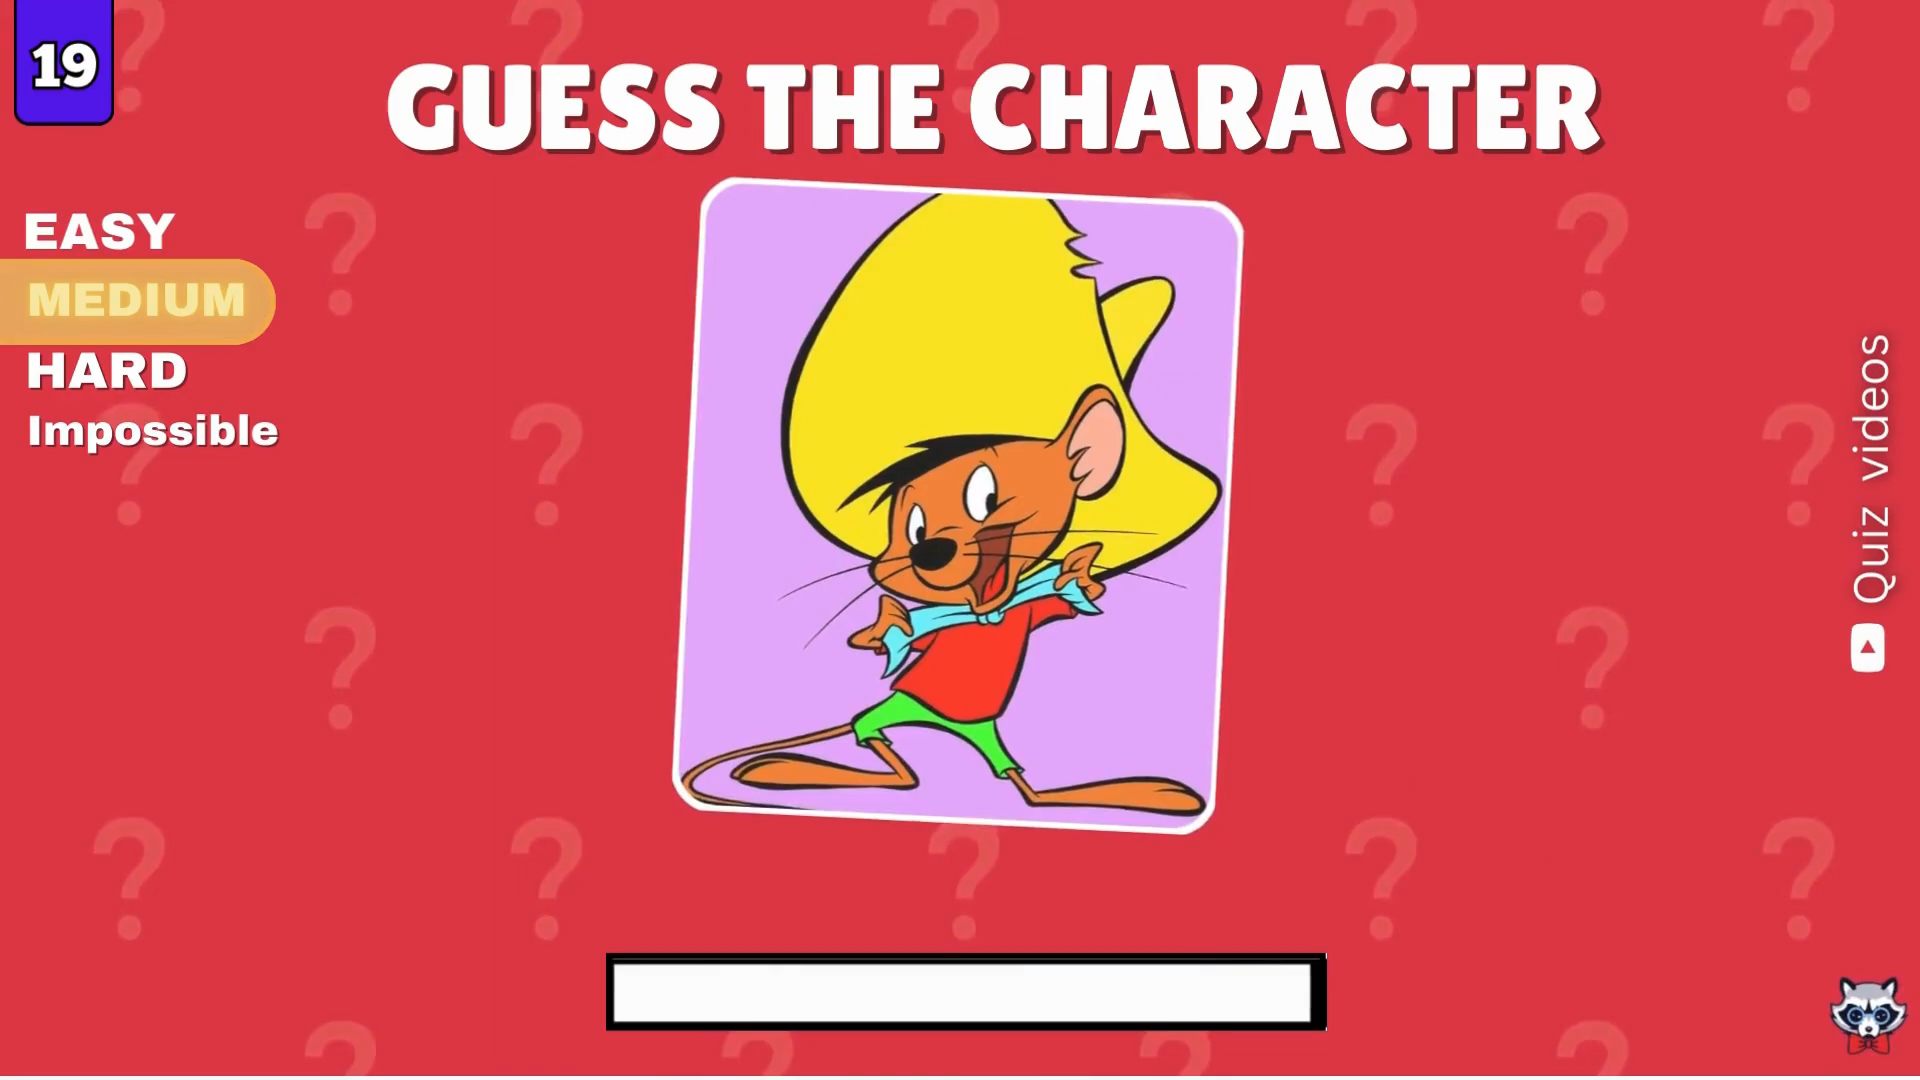 19
GUESS THE CHARACTER
EASY
MEDIUM
HARD
Impossible
Quiz videos